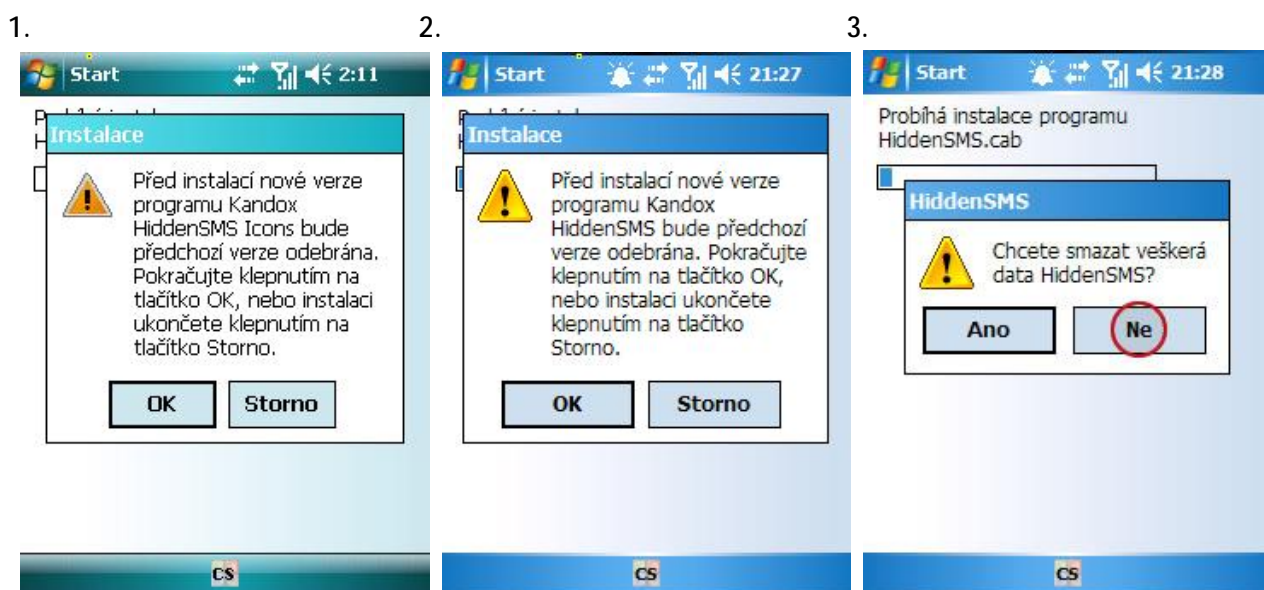 1.
Start 2:11
Instalace
Před instalací nové verze
programu Kandox
HiddenSMS Icons bude
předchozí verze odebrána.
Pokračujte klepnutím na
tlačítko OK, nebo instalaci
ukončete klepnutím na
tlačítko Storno.
OK Storno
CS
2.
Start 21:27
Instalace
Před instalací nové verze
programu Kandox
HiddenSMS bude předchozí
verze odebrána. Pokračujte
klepnutím na tlačítko OK,
nebo instalaci ukončete
klepnutím na tlačítko
Storno.
OK Storno
CS
3.
Start 21:28
Probíhá instalace programu
HiddenSMS.cab
HiddenSMS
Chcete smazat veškerá
data HiddenSMS?
Ano Ne
CS